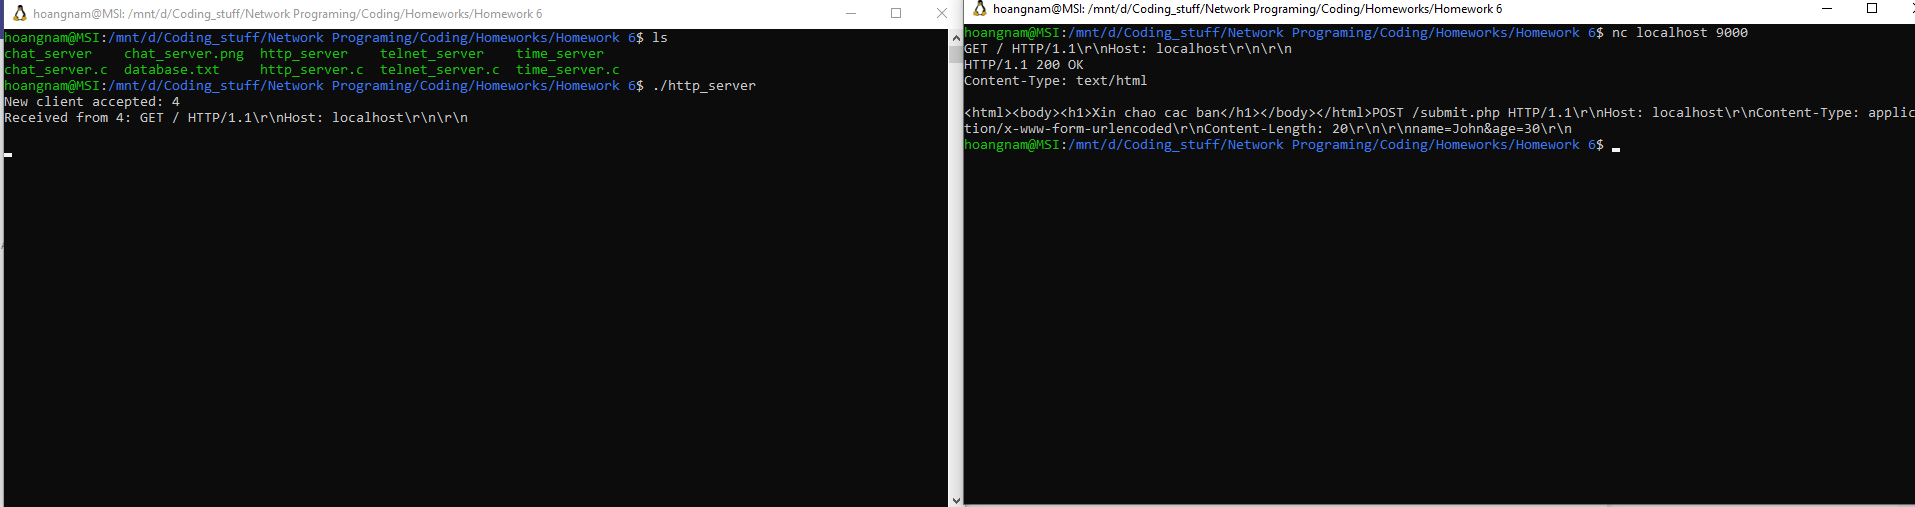 hoangnam@MSI: /mnt/d/Coding_stuff/Network Programing/Coding/Homeworks/Homework 6
hoangnam@MSI:/mnt/d/Coding_stuff/Network Programing/Coding/Homeworks/Homework 6$ ls
chat_server    chat_server.png  http_server    telnet_server    time_server
chat_server.c  database.txt     http_server.c  telnet_server.c  time_server.c
hoangnam@MSI:/mnt/d/Coding_stuff/Network Programing/Coding/Homeworks/Homework 6$ ./http_server
New client accepted: 4
Received from 4: GET / HTTP/1.1\r\nHost: localhost\r\n\r\n
hoangnam@MSI: /mnt/d/Coding_stuff/Network Programing/Coding/Homeworks/Homework 6
hoangnam@MSI:/mnt/d/Coding_stuff/Network Programing/Coding/Homeworks/Homework 6$ nc localhost 9000
GET / HTTP/1.1\r\nHost: localhost\r\n\r\n
HTTP/1.1 200 OK
Content-Type: text/html
<html><body><h1>Xin chao cac ban</h1></body></html>POST /submit.php HTTP/1.1\r\nHost: localhost\r\nContent-Type: applic
tion/x-www-form-urlencoded\r\nContent-Length: 20\r\n\r\nname=John&age=30\r\n
hoangnam@MSI:/mnt/d/Coding_stuff/Network Programing/Coding/Homeworks/Homework 6$